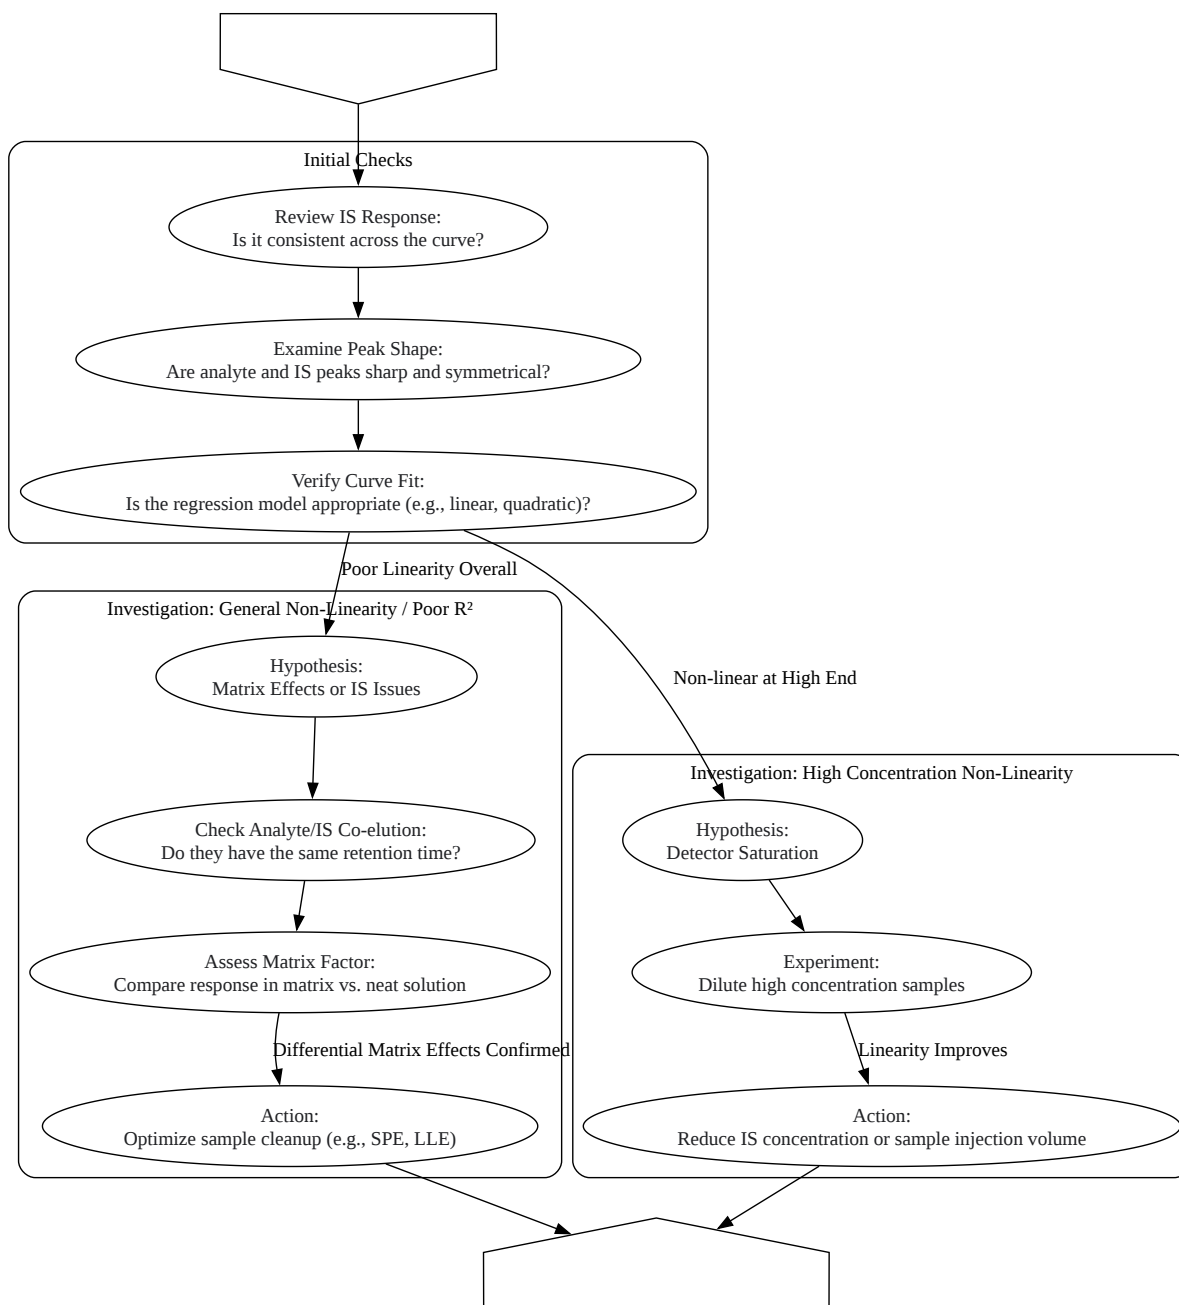 Initial Checks
Review IS Response:
Is it consistent across the curve?
Examine Peak Shape:
Are analyte and IS peaks sharp and symmetrical?
Verify Curve Fit:
Is the regression model appropriate (e.g., linear, quadratic)?
Poor Linearity Overall
Investigation: General Non-Linearity / Poor R²
Hypothesis:
Matrix Effects or IS Issues
Check Analyte/IS Co-elution:
Do they have the same retention time?
Assess Matrix Factor:
Compare response in matrix vs. neat solution
Differential Matrix Effects Confirmed
Action:
Optimize sample cleanup (e.g., SPE, LLE)
Non-linear at High End
Investigation: High Concentration Non-Linearity
Hypothesis:
Detector Saturation
Experiment:
Dilute high concentration samples
Linearity Improves
Action:
Reduce IS concentration or sample injection volume